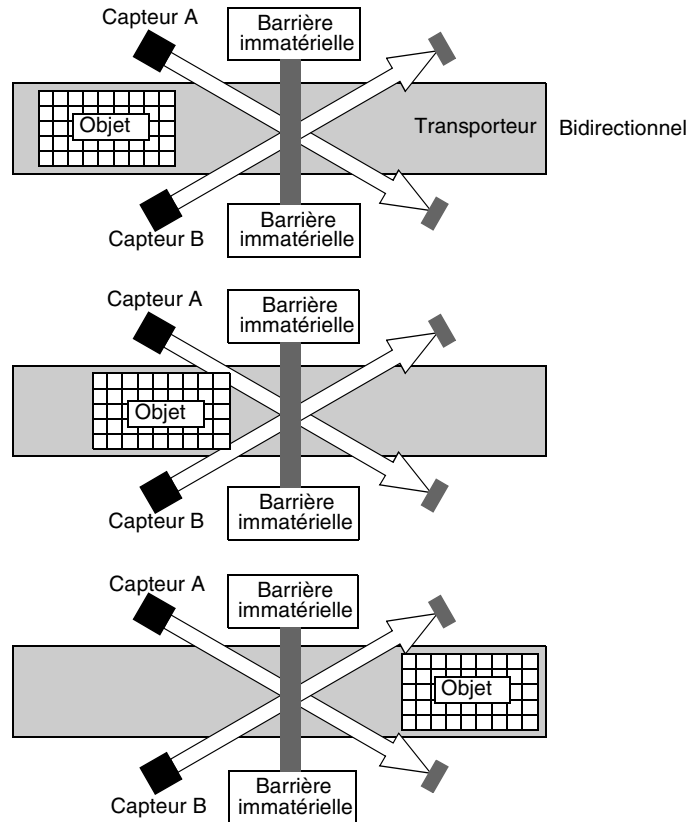 Capteur A
Barrière
immatérielle
Objet
Transporteur
Bidirectionnel
Capteur B
Barrière
immatérielle
Capteur A
Barrière
immatérielle
Objet
Capteur B
Barrière
immatérielle
Capteur A
Barrière
immatérielle
Objet
Capteur B
Barrière
immatérielle